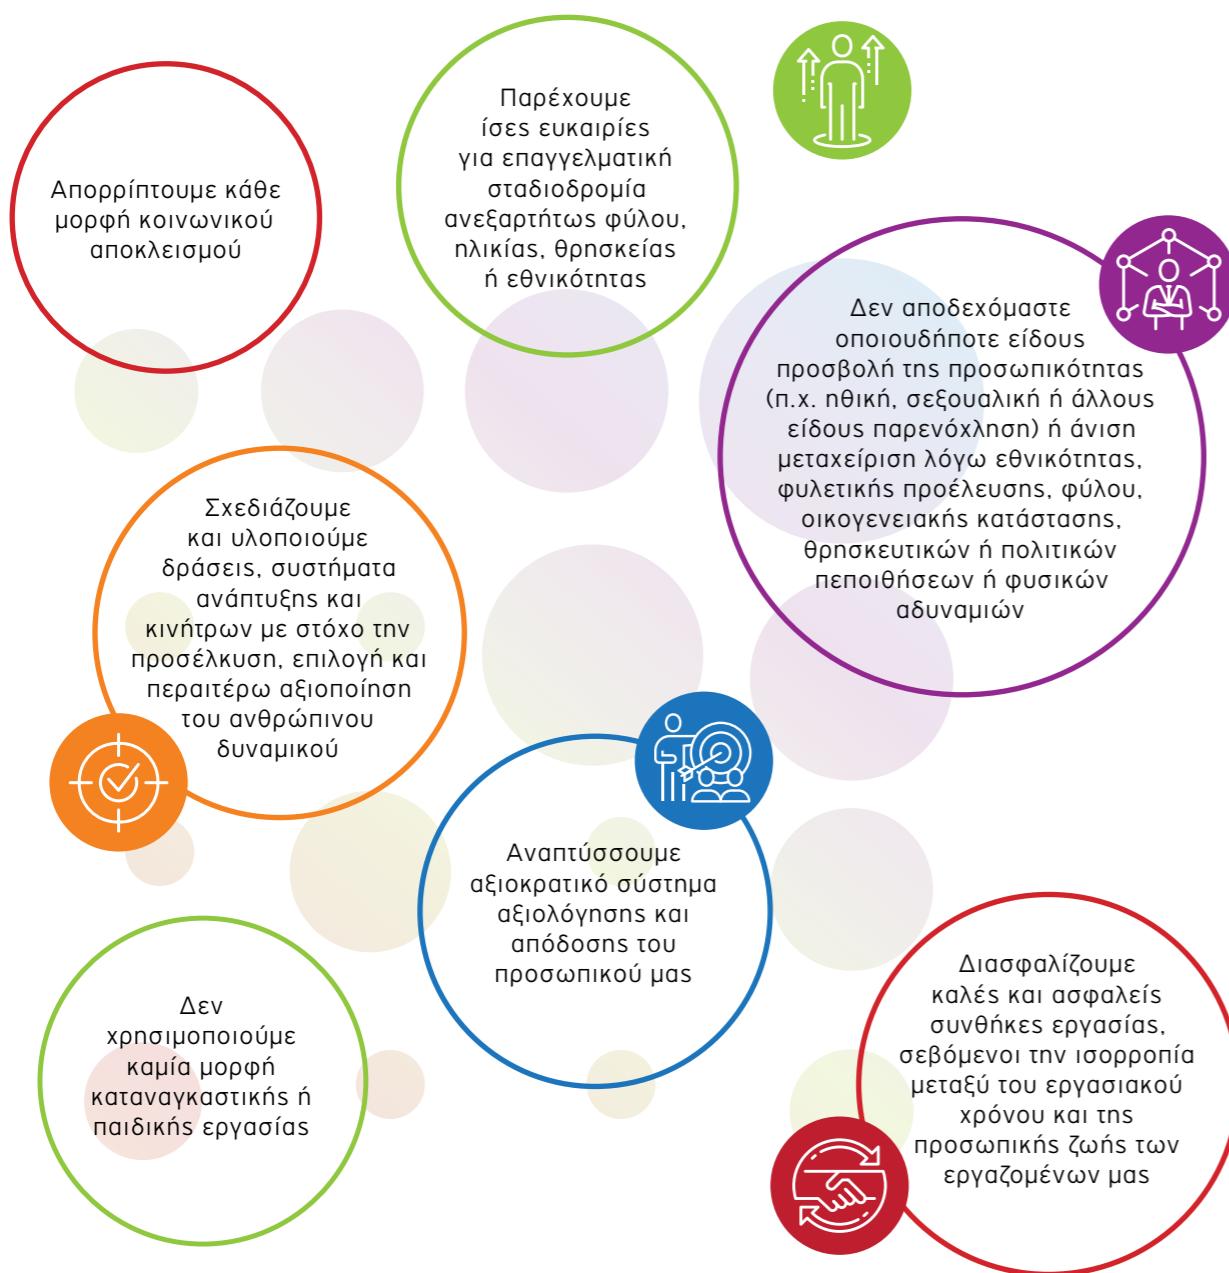 Απορρίπτουμε κάθε
μορφή κοινωνικού
αποκλεισμού
Παρέχουμε
ίσες ευκαιρίες
για επαγγελματική
σταδιοδρομία
ανεξαρτήτως φύλου,
ηλικίας, θρησκείας
ή εθνικότητας
Δεν αποδεχόμαστε
οποιουδήποτε είδους
προσβολή της προσωπικότητας
(π.χ. ηθική, σεξουαλική ή άλλους
είδους παρενόχληση) ή άνιση
μεταχείριση λόγω εθνικότητας,
φυλετικής προέλευσης, φύλου,
οικογενειακής κατάστασης,
θρησκευτικών ή πολιτικών
πεποιθήσεων ή φυσικών
αδυναμιών
Σχεδιάζουμε
και υλοποιούμε
δράσεις, συστήματα
ανάπτυξης και
κινήτρων με στόχο την
προσέλκυση, επιλογή και
περαιτέρω αξιοποίηση
του ανθρώπινου
δυναμικού
Αναπτύσσουμε
αξιοκρατικό σύστημα
αξιολόγησης και
απόδοσης του
προσωπικού μας
Δεν
χρησιμοποιούμε
καμία μορφή
καταναγκαστικής ή
παιδικής εργασίας
Διασφαλίζουμε
καλές και ασφαλείς
συνθήκες εργασίας,
σεβόμενοι την ισορροπία
μεταξύ του εργασιακού
χρόνου και της
προσωπικής ζωής των
εργαζομένων μας